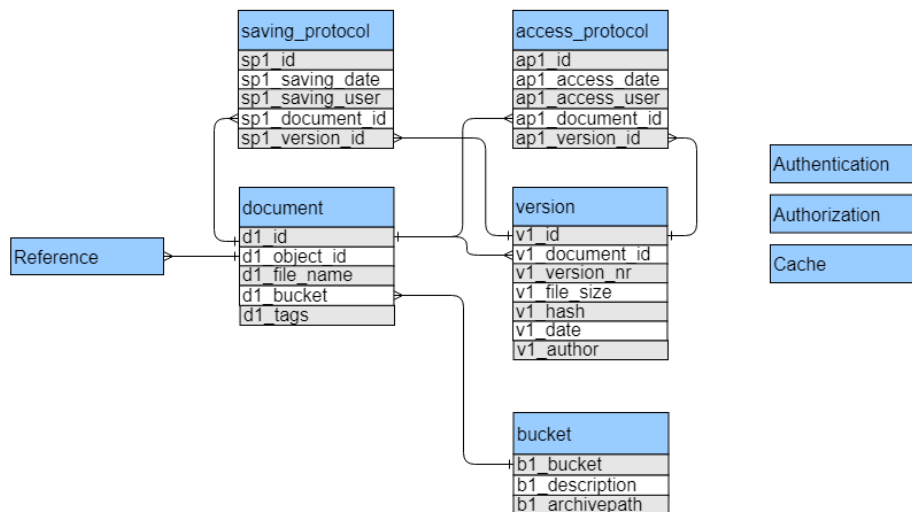 saving_protocol
sp1_id
sp1_saving_date
sp1_saving_user
sp1_document_id
sp1_version_id
access_protocol
ap1_id
ap1_access_date
ap1_access_user
ap1_document_id
ap1_version_id
Authentication
Authorization
Cache
Reference
document
d1_id
d1_object_id
d1_file_name
d1_bucket
d1_tags
version
v1_id
v1_document_id
v1_version_nr
v1_file_size
v1_hash
v1_date
v1_author
bucket
b1_bucket
b1_description
b1_archivepath